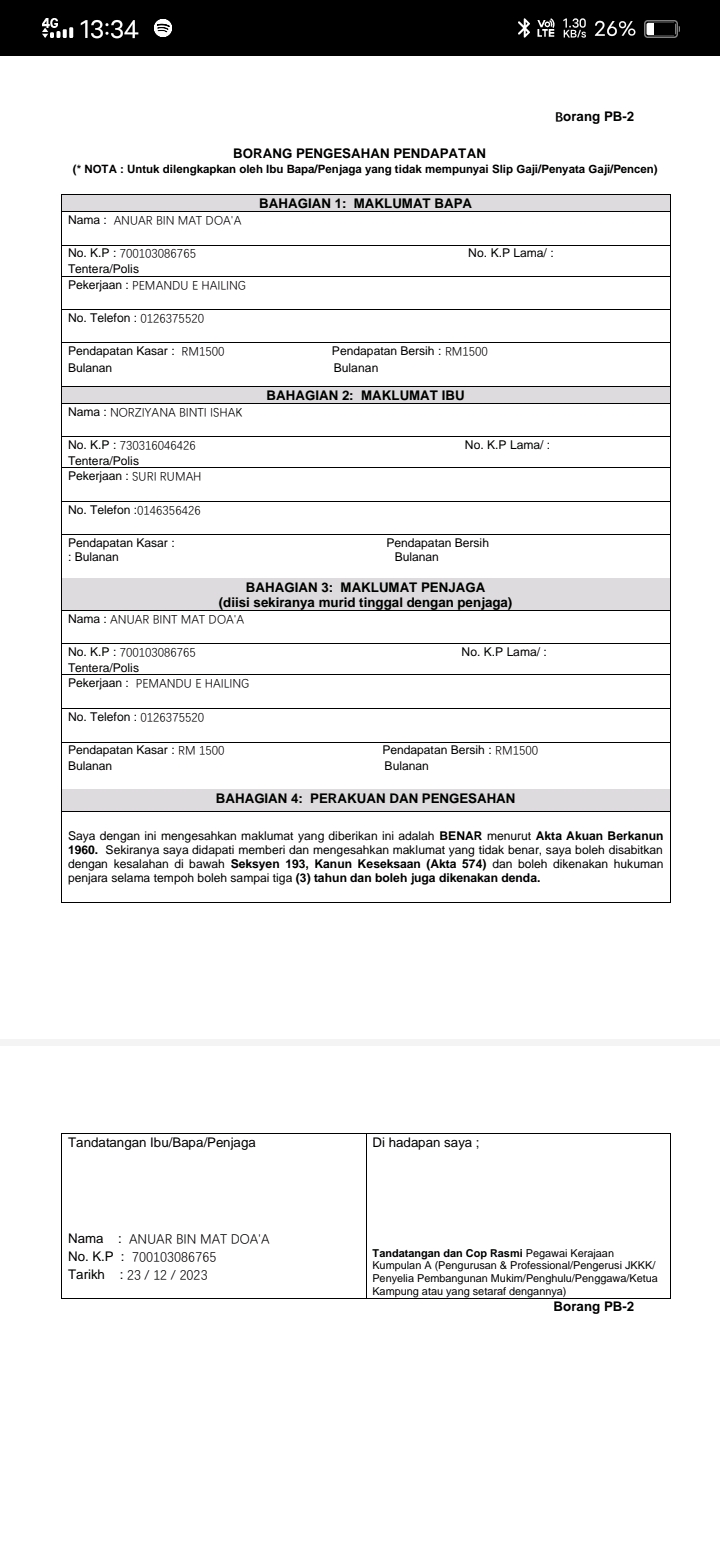 4G 13:34 Vo) LTE 1.30 KB/s 26%
Borang PB-2
BORANG PENGESAHAN PENDAPATAN
(* NOTA : Untuk dilengkapkan oleh Ibu Bapa/Penjaga yang tidak mempunyai Slip Gaji/Penyata Gaji/Pencen)
BAHAGIAN 1: MAKLUMAT BAPA
Nama : ANUAR BIN MAT DOA'A
No. K.P : 700103086765 No. K.P Lama/ :
Tentera/Polis
Pekerjaan : PEMANDU E HAILING
No. Telefon : 0126375520
Pendapatan Kasar : RM1500 Pendapatan Bersih : RM1500
Bulanan Bulanan
BAHAGIAN 2: MAKLUMAT IBU
Nama : NORZIYANA BINTI ISHAK
No. K.P : 730316046426 No. K.P Lama/ :
Tentera/Polis
Pekerjaan : SURI RUMAH
No. Telefon :0146356426
Pendapatan Kasar : Pendapatan Bersih
: Bulanan Bulanan
BAHAGIAN 3: MAKLUMAT PENJAGA
(diisi sekiranya murid tinggal dengan penjaga)
Nama : ANUAR BINT MAT DOA'A
No. K.P : 700103086765 No. K.P Lama/ :
Tentera/Polis
Pekerjaan : PEMANDU E HAILING
No. Telefon : 0126375520
Pendapatan Kasar : RM 1500 Pendapatan Bersih : RM1500
Bulanan Bulanan
BAHAGIAN 4: PERAKUAN DAN PENGESAHAN
Saya dengan ini mengesahkan maklumat yang diberikan ini adalah BENAR menurut Akta Akuan Berkanun
1960. Sekiranya saya didapati memberi dan mengesahkan maklumat yang tidak benar, saya boleh disabitkan
dengan kesalahan di bawah Seksyen 193, Kanun Keseksaan (Akta 574) dan boleh dikenakan hukuman
penjara selama tempoh boleh sampai tiga (3) tahun dan boleh juga dikenakan denda.
Tandatangan Ibu/Bapa/Penjaga
Nama : ANUAR BIN MAT DOA'A
No. K.P : 700103086765
Tarikh : 23 / 12 / 2023
Di hadapan saya ;
Tandatangan dan Cop Rasmi Pegawai Kerajaan
Kumpulan A (Pengurusan & Professional/Pengerusi JKKK/
Penyelia Pembangunan Mukim/Penghulu/Penggawa/Ketua
Kampung atau yang setaraf dengannya)
Borang PB-2